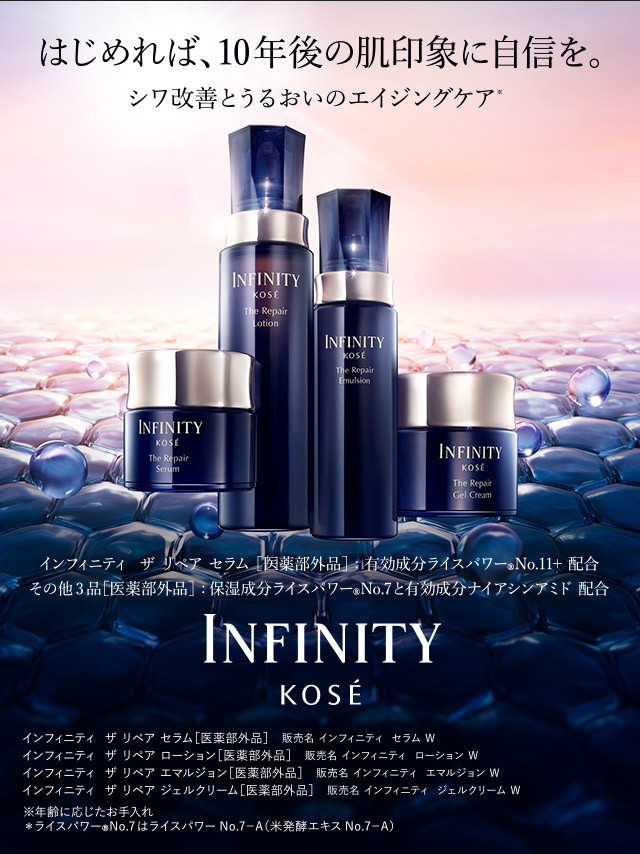 はじめれば、10年後の肌印象に自信を。
シワ改善とうるおいのエイジングケア※
INFINITY
KOSÉ
The Repair
Lotion
INFINITY
KOSÉ
The Repair
Emulsion
INFINITY
KOSÉ
The Repair
Serum
INFINITY
KOSÉ
The Repair
Gel Cream
インフィニティ ザ リペア セラム［医薬部外品］：有効成分ライスパワー®No.11+ 配合
その他3品［医薬部外品］：保湿成分ライスパワー®No.7と有効成分ナイアシンアミド 配合
INFINITY
KOSÉ
インフィニティ ザ リペア セラム［医薬部外品］ 販売名 インフィニティ セラム W
インフィニティ ザ リペア ローション［医薬部外品］ 販売名 インフィニティ ローション W
インフィニティ ザ リペア エマルジョン［医薬部外品］ 販売名 インフィニティ エマルジョン W
インフィニティ ザ リペア ジェルクリーム［医薬部外品］ 販売名 インフィニティ ジェルクリーム W
※年齢に応じたお手入れ
＊ライスパワー®No.7はライスパワーNo.7−A（米発酵エキスNo.7−A）